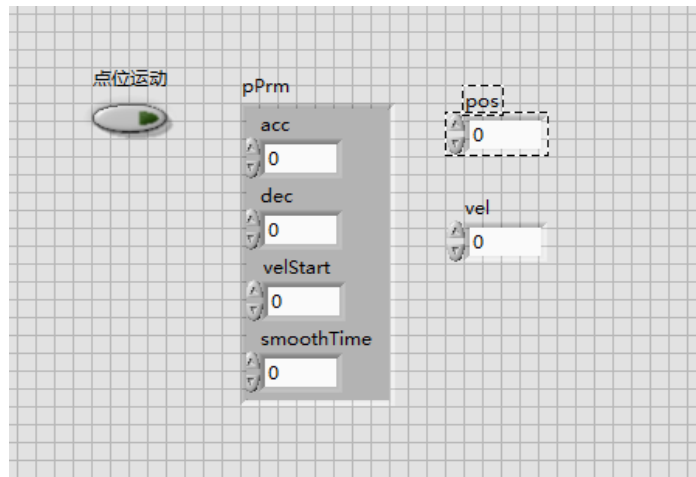 点位运动
pPrm
acc
0
dec
0
velStart
0
smoothTime
0
pos
0
vel
0